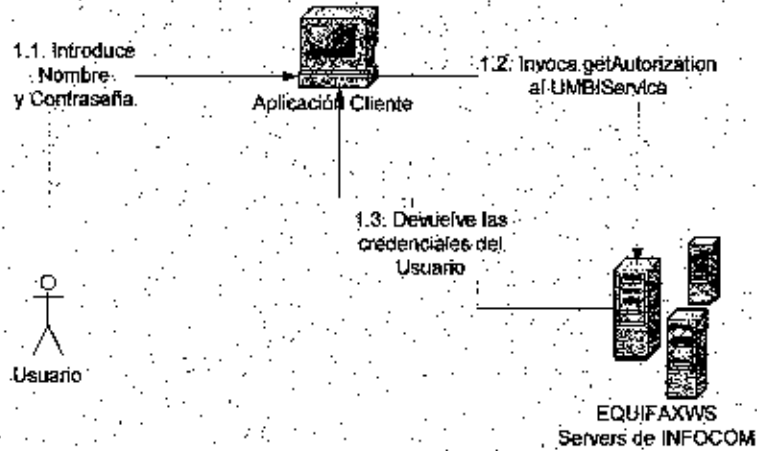 1.1. Introduce
Nombre
y Contraseña.
Aplicación Cliente
1.2: Invoca getAutorization
al UMBIService
1.3: Devuelve las
credenciales del
Usuario
Usuario
EQUIFAXWS
Servers de INFOCOM